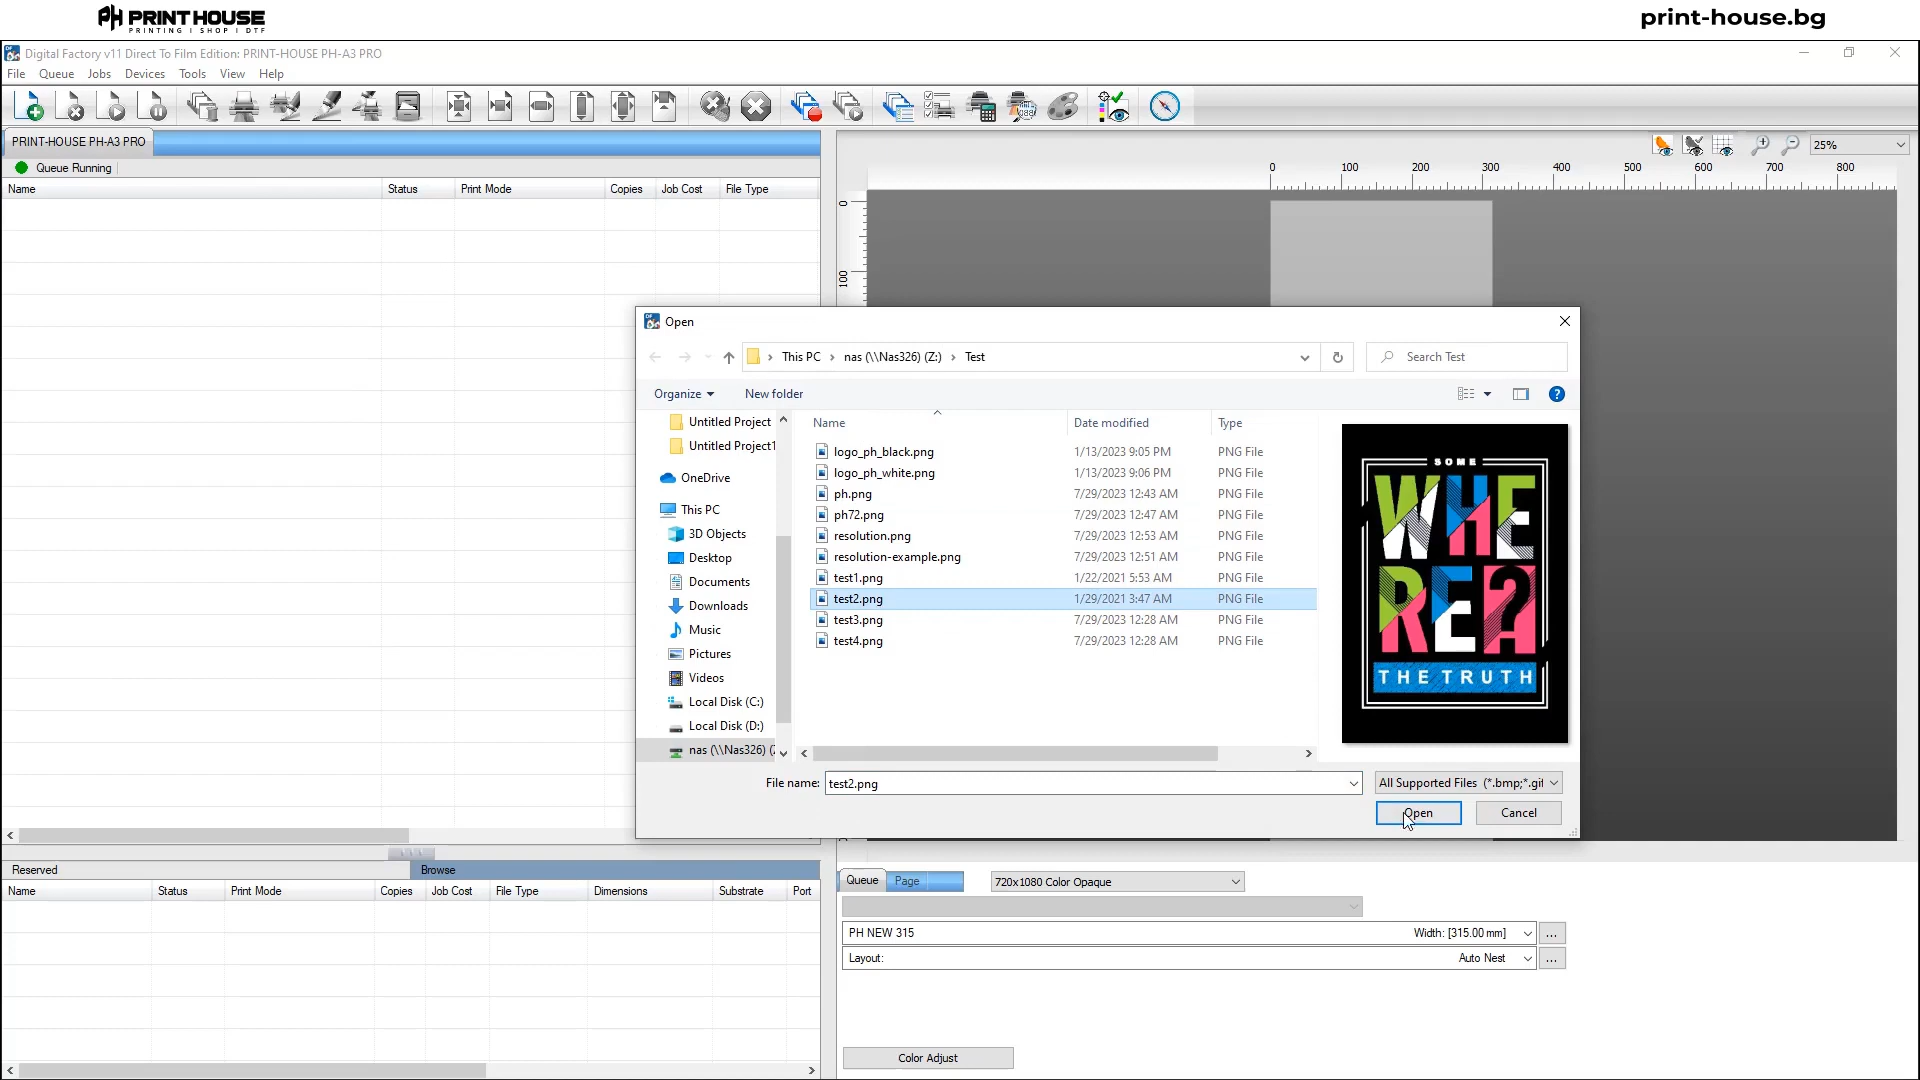 PH PRINT HOUSE
PRINTING | SHOP | DTF
print-house.bg
Digital Factory v11 Direct To Film Edition: PRINT-HOUSE PH-A3 PRO
File Queue Jobs Devices Tools View Help
PRINT-HOUSE PH-A3 PRO
25%
Queue Running
0 100 200 300 400 500 600 700 800
Name Status Print Mode Copies Job Cost File Type
0
100
Open
This PC › nas (\\Nas326) (Z:) › Test
Search Test
Organize New folder
Name Date modified Type
Untitled Project
Untitled Project1
OneDrive
This PC
3D Objects
Desktop
Documents
Downloads
Music
Pictures
Videos
Local Disk (C:)
Local Disk (D:)
nas (\\Nas326) (Z
logo_ph_black.png 1/13/2023 9:05 PM PNG File
logo_ph_white.png 1/13/2023 9:06 PM PNG File
ph.png 7/29/2023 12:43 AM PNG File
ph72.png 7/29/2023 12:47 AM PNG File
resolution.png 7/29/2023 12:53 AM PNG File
resolution-example.png 7/29/2023 12:51 AM PNG File
test1.png 1/22/2021 5:53 AM PNG File
test2.png 1/29/2021 3:47 AM PNG File
test3.png 7/29/2023 12:28 AM PNG File
test4.png 7/29/2023 12:28 AM PNG File
SOME
WHE
RE?
THE TRUTH
File name: test2.png
All Supported Files (*.bmp;*.gif
Open Cancel
Reserved Browse
Name Status Print Mode Copies Job Cost File Type Dimensions Substrate Port
Queue Page 720x1080 Color Opaque
PH NEW 315 Width: [315.00 mm] ...
Layout: Auto Nest ...
Color Adjust